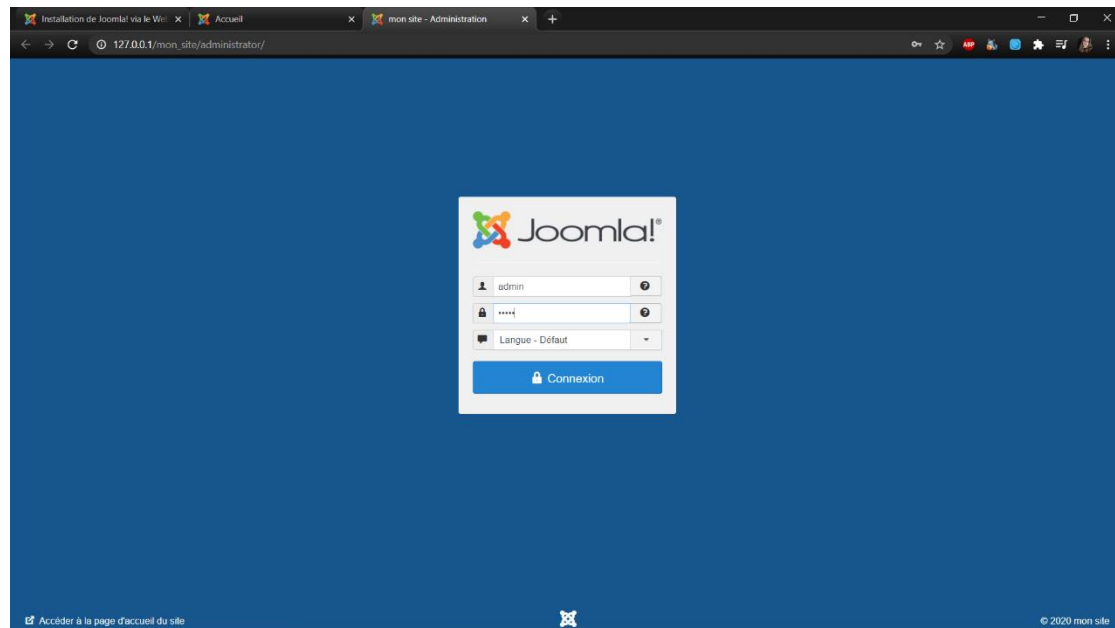 Installation de Joomla! via le Wel
Accueil
mon site - Administration
127.0.0.1/mon_site/administrator/
ABP
Joomla!®
admin
•••••
Langue - Défaut
Connexion
Accéder à la page d'accueil du site
© 2020 mon site